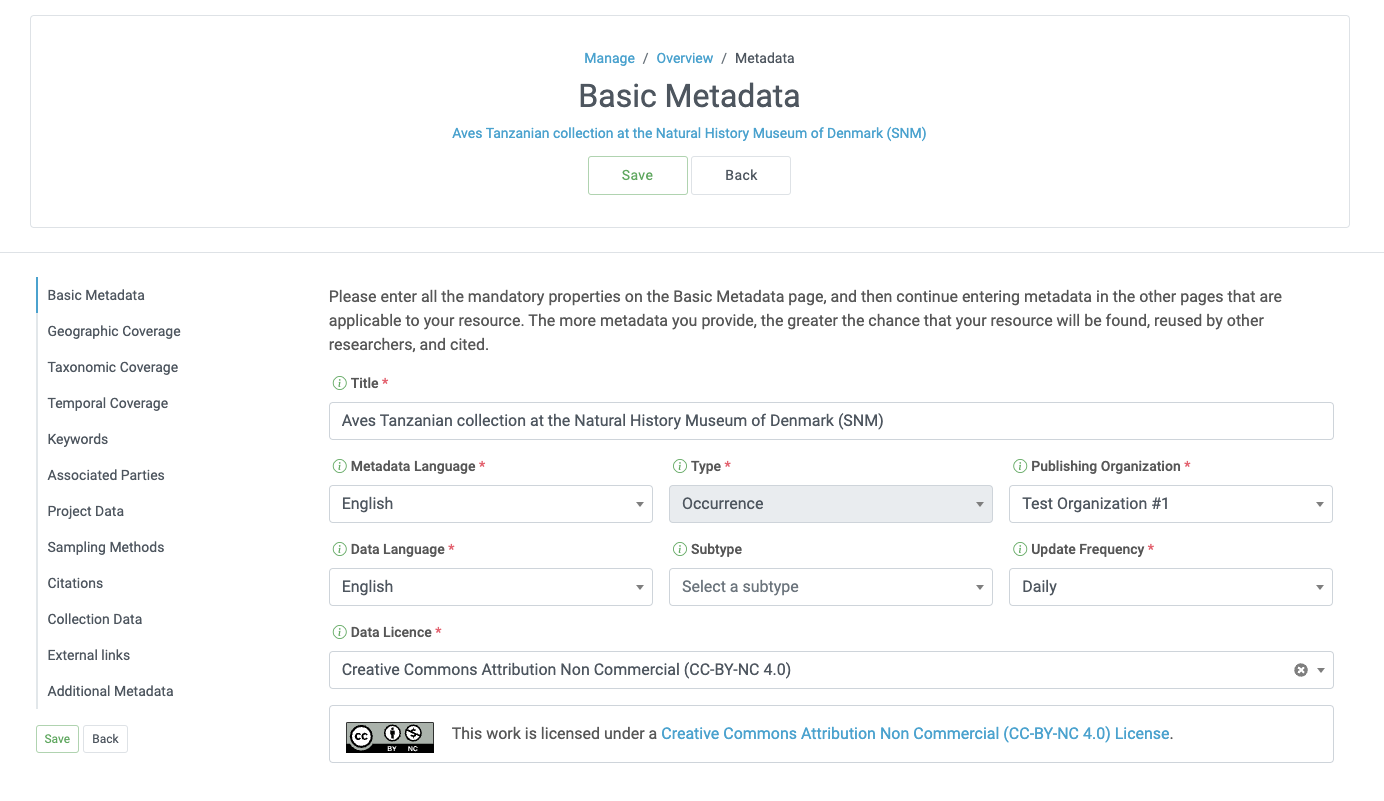 Manage / Overview / Metadata
Basic Metadata
Aves Tanzanian collection at the Natural History Museum of Denmark (SNM)
Save Back
Basic Metadata
Geographic Coverage
Taxonomic Coverage
Temporal Coverage
Keywords
Associated Parties
Project Data
Sampling Methods
Citations
Collection Data
External links
Additional Metadata
Save Back
Please enter all the mandatory properties on the Basic Metadata page, and then continue entering metadata in the other pages that are
applicable to your resource. The more metadata you provide, the greater the chance that your resource will be found, reused by other
researchers, and cited.
Title *
Aves Tanzanian collection at the Natural History Museum of Denmark (SNM)
Metadata Language * Type * Publishing Organization *
English Occurrence Test Organization #1
Data Language * Subtype Update Frequency *
English Select a subtype Daily
Data Licence *
Creative Commons Attribution Non Commercial (CC-BY-NC 4.0)
cc BY NC This work is licensed under a Creative Commons Attribution Non Commercial (CC-BY-NC 4.0) License.